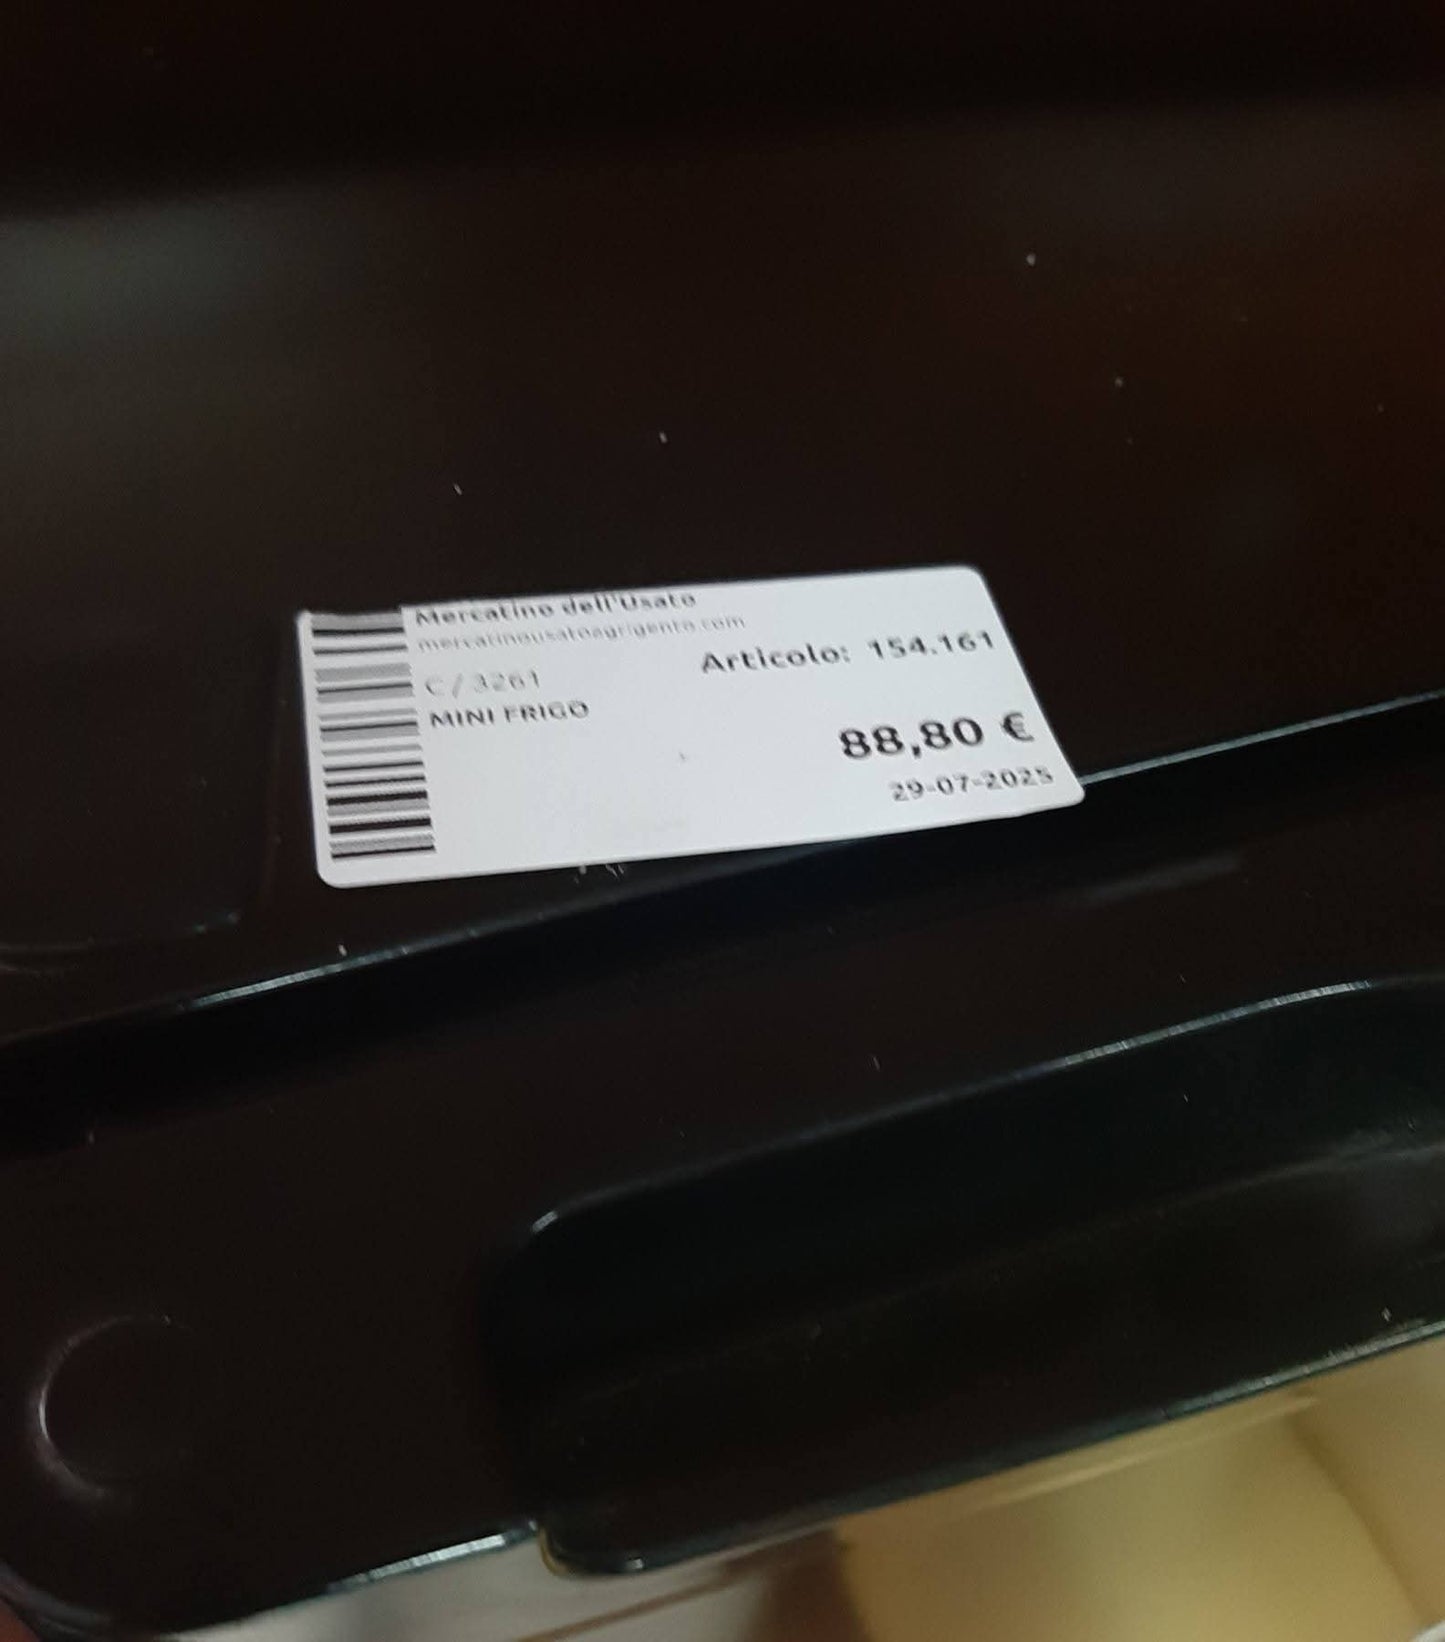 Mercatino dell'Usato
mercatinousatoagrigento.com
Articolo: 154.161
C / 3261
MINI FRIGO
88,80 €
29-07-2025